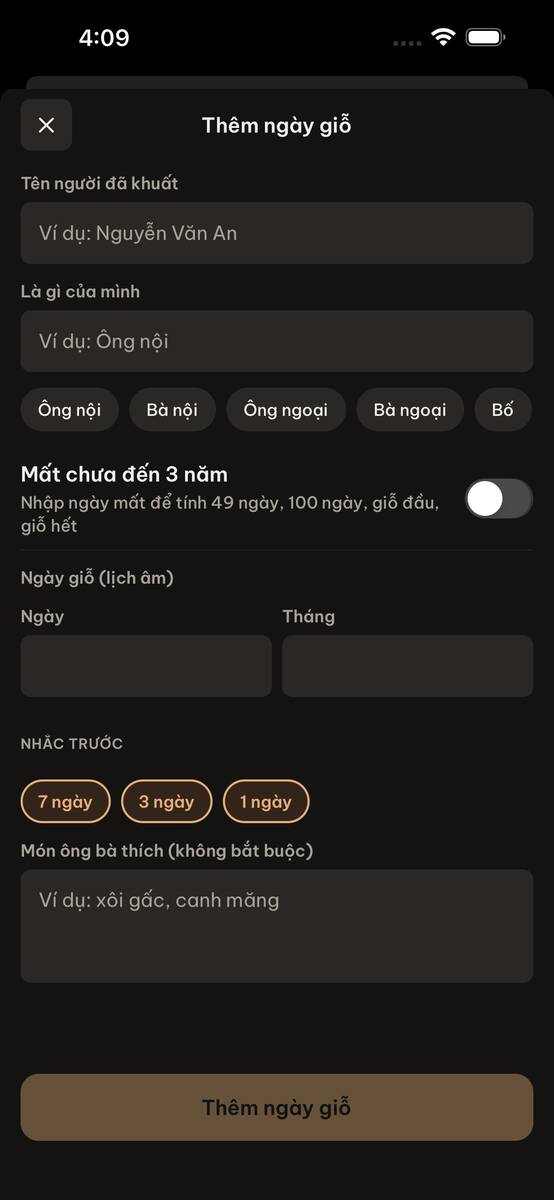 4:09
Thêm ngày giỗ
Tên người đã khuất
Ví dụ: Nguyễn Văn An
Là gì của mình
Ví dụ: Ông nội
Ông nội
Bà nội
Ông ngoại
Bà ngoại
Bố
Mất chưa đến 3 năm
Nhập ngày mất để tính 49 ngày, 100 ngày, giỗ đầu,
giỗ hết
Ngày giỗ (lịch âm)
Ngày
Tháng
NHẮC TRƯỚC
7 ngày
3 ngày
1 ngày
Món ông bà thích (không bắt buộc)
Ví dụ: xôi gấc, canh măng
Thêm ngày giỗ